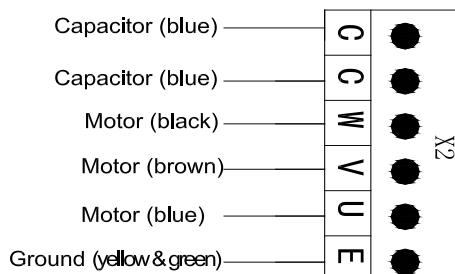 Capacitor (blue) C
Capacitor (blue) C
Motor (black) W
Motor (brown) V
Motor (blue) U
Ground (yellow & green) E
X2